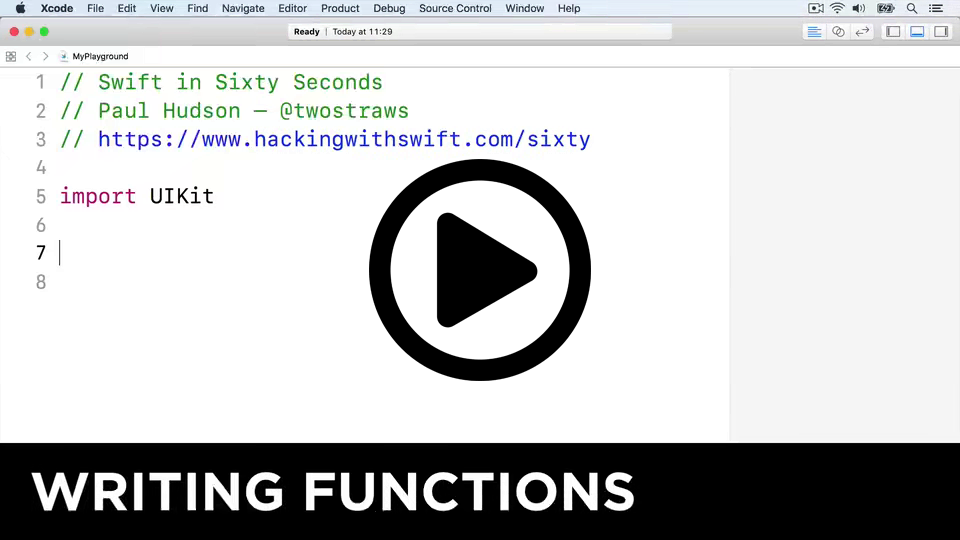 Xcode File Edit View Find Navigate Editor Product Debug Source Control Window Help
Ready | Today at 11:29
MyPlayground
1 // Swift in Sixty Seconds
2 // Paul Hudson — @twostraws
3 // https://www.hackingwithswift.com/sixty
4
5 import UIKit
6
7
8
WRITING FUNCTIONS